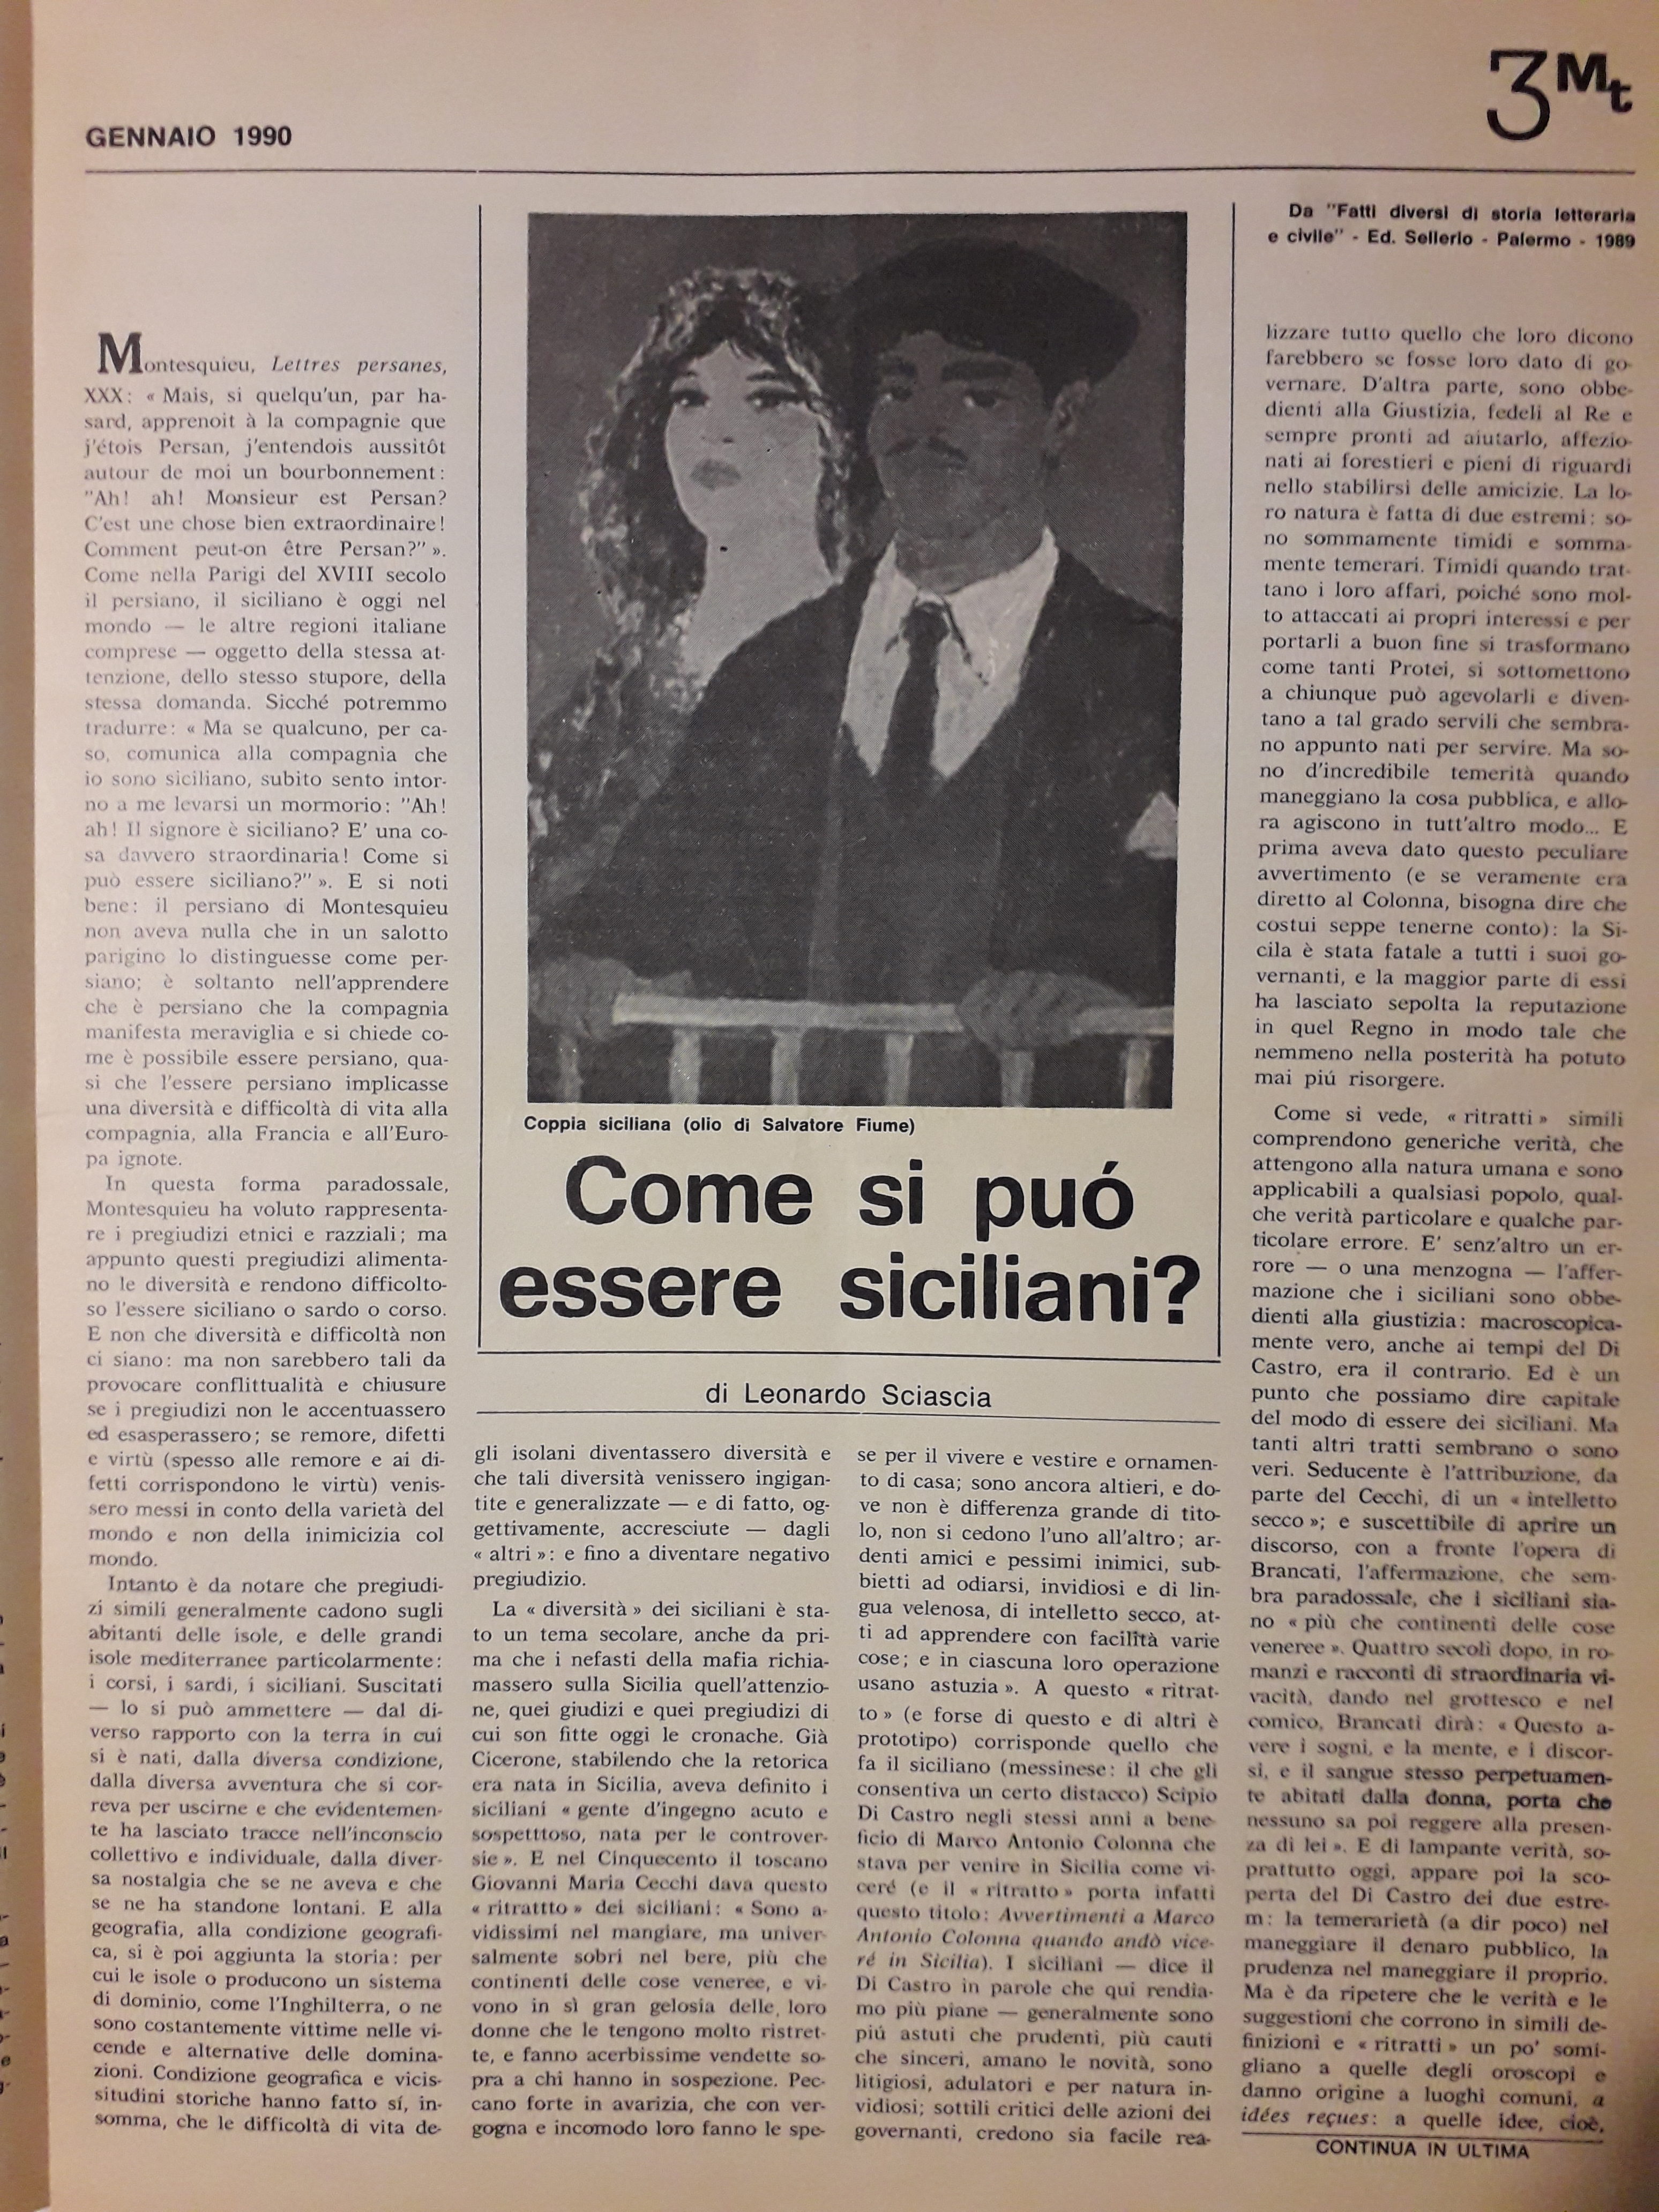 GENNAIO 1990
3Mt
Montesquieu, Lettres persanes,
XXX: « Mais, si quelqu'un, par ha-
sard, apprenoit à la compagnie que
j'étois Persan, j'entendois aussitôt
autour de moi un bourbonnement:
"Ah! ah! Monsieur est Persan?
C'est une chose bien extraordinaire!
Comment peut-on être Persan?" ».
Come nella Parigi del XVIII secolo
il persiano, il siciliano è oggi nel
mondo — le altre regioni italiane
comprese — oggetto della stessa at-
tenzione, dello stesso stupore, della
stessa domanda. Sicché potremmo
tradurre: « Ma se qualcuno, per ca-
so, comunica alla compagnia che
io sono siciliano, subito sento intor-
no a me levarsi un mormorio: "Ah!
ah! Il signore è siciliano? E' una co-
sa davvero straordinaria! Come si
può essere siciliano?" ». E si noti
bene: il persiano di Montesquieu
non aveva nulla che in un salotto
parigino lo distinguesse come per-
siano; è soltanto nell'apprendere
che è persiano che la compagnia
manifesta meraviglia e si chiede co-
me è possibile essere persiano, qua-
si che l'essere persiano implicasse
una diversità e difficoltà di vita alla
compagnia, alla Francia e all'Euro-
pa ignote.
In questa forma paradossale,
Montesquieu ha voluto rappresenta-
re i pregiudizi etnici e razziali; ma
appunto questi pregiudizi alimenta-
no le diversità e rendono difficolto-
so l'essere siciliano o sardo o corso.
E non che diversità e difficoltà non
ci siano: ma non sarebbero tali da
provocare conflittualità e chiusure
se i pregiudizi non le accentuassero
ed esasperassero; se remore, difetti
e virtù (spesso alle remore e ai di-
fetti corrispondono le virtù) venis-
sero messi in conto della varietà del
mondo e non della inimicizia col
mondo.
Intanto è da notare che pregiudi-
zi simili generalmente cadono sugli
abitanti delle isole, e delle grandi
isole mediterranee particolarmente:
i corsi, i sardi, i siciliani. Suscitati
— lo si può ammettere — dal di-
verso rapporto con la terra in cui
si è nati, dalla diversa condizione,
dalla diversa avventura che si cor-
reva per uscirne e che evidentemen-
te ha lasciato tracce nell'inconscio
collettivo e individuale, dalla diver-
sa nostalgia che se ne aveva e che
se ne ha standone lontani. E alla
geografia, alla condizione geografi-
ca, si è poi aggiunta la storia: per
cui le isole o producono un sistema
di dominio, come l'Inghilterra, o ne
sono costantemente vittime nelle vi-
cende e alternative delle domina-
zioni. Condizione geografica e vicis-
situdini storiche hanno fatto sí, in-
somma, che le difficoltà di vita de-
Coppia siciliana (olio di Salvatore Fiume)
Come si puó
essere siciliani?
di Leonardo Sciascia
gli isolani diventassero diversità e
che tali diversità venissero ingigan-
tite e generalizzate — e di fatto, og-
gettivamente, accresciute — dagli
« altri »: e fino a diventare negativo
pregiudizio.
La « diversità » dei siciliani è sta-
to un tema secolare, anche da pri-
ma che i nefasti della mafia richia-
massero sulla Sicilia quell'attenzio-
ne, quei giudizi e quei pregiudizi di
cui son fitte oggi le cronache. Già
Cicerone, stabilendo che la retorica
era nata in Sicilia, aveva definito i
siciliani « gente d'ingegno acuto e
sospetttoso, nata per le controver-
sie ». E nel Cinquecento il toscano
Giovanni Maria Cecchi dava questo
« ritrattto » dei siciliani: « Sono a-
vidissimi nel mangiare, ma univer-
salmente sobri nel bere, più che
continenti delle cose veneree, e vi-
vono in sì gran gelosia delle loro
donne che le tengono molto ristret-
te, e fanno acerbissime vendette so-
pra a chi hanno in sospezione. Pec-
cano forte in avarizia, che con ver-
gogna e incomodo loro fanno le spe-
se per il vivere e vestire e ornamen-
to di casa; sono ancora altieri, e do-
ve non è differenza grande di tito-
lo, non si cedono l'uno all'altro; ar-
denti amici e pessimi inimici, sub-
bietti ad odiarsi, invidiosi e di lin-
gua velenosa, di intelletto secco, at-
ti ad apprendere con facilità varie
cose; e in ciascuna loro operazione
usano astuzia ». A questo « ritrat-
to » (e forse di questo e di altri è
prototipo) corrisponde quello che
fa il siciliano (messinese: il che gli
consentiva un certo distacco) Scipio
Di Castro negli stessi anni a bene-
ficio di Marco Antonio Colonna che
stava per venire in Sicilia come vi-
ceré (e il « ritratto » porta infatti
questo titolo: Avvertimenti a Marco
Antonio Colonna quando andò vice-
ré in Sicilia). I siciliani — dice il
Di Castro in parole che qui rendia-
mo più piane — generalmente sono
piú astuti che prudenti, più cauti
che sinceri, amano le novità, sono
litigiosi, adulatori e per natura in-
vidiosi; sottili critici delle azioni dei
governanti, credono sia facile rea-
Da "Fatti diversi di storia letteraria
e civile" - Ed. Sellerio - Palermo - 1989
lizzare tutto quello che loro dicono
farebbero se fosse loro dato di go-
vernare. D'altra parte, sono obbe-
dienti alla Giustizia, fedeli al Re e
sempre pronti ad aiutarlo, affezio-
nati ai forestieri e pieni di riguardi
nello stabilirsi delle amicizie. La lo-
ro natura è fatta di due estremi: so-
no sommamente timidi e somma-
mente temerari. Timidi quando trat-
tano i loro affari, poiché sono mol-
to attaccati ai propri interessi e per
portarli a buon fine si trasformano
come tanti Protei, si sottomettono
a chiunque può agevolarli e diven-
tano a tal grado servili che sembra-
no appunto nati per servire. Ma so-
no d'incredibile temerità quando
maneggiano la cosa pubblica, e allo-
ra agiscono in tutt'altro modo... E
prima aveva dato questo peculiare
avvertimento (e se veramente era
diretto al Colonna, bisogna dire che
costui seppe tenerne conto): la Si-
cila è stata fatale a tutti i suoi go-
vernanti, e la maggior parte di essi
ha lasciato sepolta la reputazione
in quel Regno in modo tale che
nemmeno nella posterità ha potuto
mai piú risorgere.
Come si vede, « ritratti » simili
comprendono generiche verità, che
attengono alla natura umana e sono
applicabili a qualsiasi popolo, qual-
che verità particolare e qualche par-
ticolare errore. E' senz'altro un er-
rore — o una menzogna — l'affer-
mazione che i siciliani sono obbe-
dienti alla giustizia: macroscopica-
mente vero, anche ai tempi del Di
Castro, era il contrario. Ed è un
punto che possiamo dire capitale
del modo di essere dei siciliani. Ma
tanti altri tratti sembrano o sono
veri. Seducente è l'attribuzione, da
parte del Cecchi, di un « intelletto
secco »; e suscettibile di aprire un
discorso, con a fronte l'opera di
Brancati, l'affermazione, che sem-
bra paradossale, che i siciliani sia-
no « più che continenti delle cose
veneree ». Quattro secoli dopo, in ro-
manzi e racconti di straordinaria vi-
vacità, dando nel grottesco e nel
comico, Brancati dirà: « Questo a-
vere i sogni, e la mente, e i discor-
si, e il sangue stesso perpetuamen-
te abitati dalla donna, porta che
nessuno sa poi reggere alla presen-
za di lei ». E di lampante verità, so-
prattutto oggi, appare poi la sco-
perta del Di Castro dei due estre-
m: la temerarietà (a dir poco) nel
maneggiare il denaro pubblico, la
prudenza nel maneggiare il proprio.
Ma è da ripetere che le verità e le
suggestioni che corrono in simili de-
finizioni e « ritratti » un po' somi-
gliano a quelle degli oroscopi e
danno origine a luoghi comuni, a
idées reçues: a quelle idee, cioè,
CONTINUA IN ULTIMA